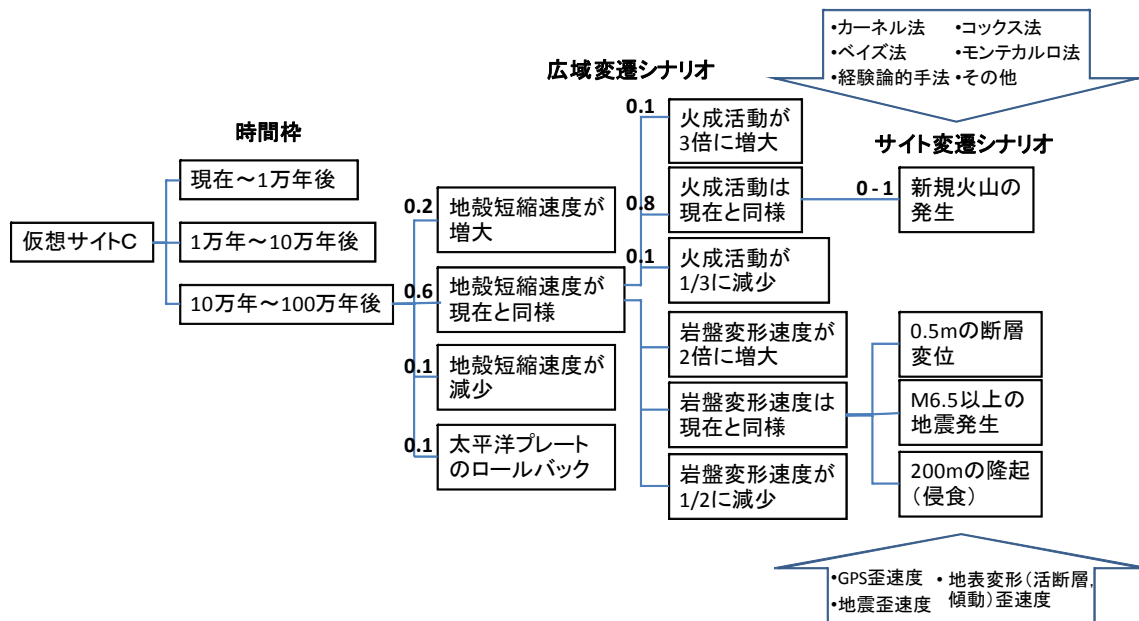 •カーネル法 •コックス法
•ベイズ法 •モンテカルロ法
•経験論的手法 •その他
広域変遷シナリオ
時間枠
サイト変遷シナリオ
仮想サイトC
現在～1万年後
1万年～10万年後
10万年～100万年後
0.2
地殻短縮速度が
増大
0.6
地殻短縮速度が
現在と同様
0.1
地殻短縮速度が
減少
0.1
太平洋プレート
のロールバック
0.1
火成活動が
3倍に増大
0.8
火成活動は
現在と同様
0.1
火成活動が
1/3に減少
岩盤変形速度が
2倍に増大
岩盤変形速度は
現在と同様
岩盤変形速度が
1/2に減少
0 - 1
新規火山の
発生
0.5mの断層
変位
M6.5以上の
地震発生
200mの隆起
（侵食）
•GPS歪速度 •地表変形（活断層,
•地震歪速度 傾動）歪速度